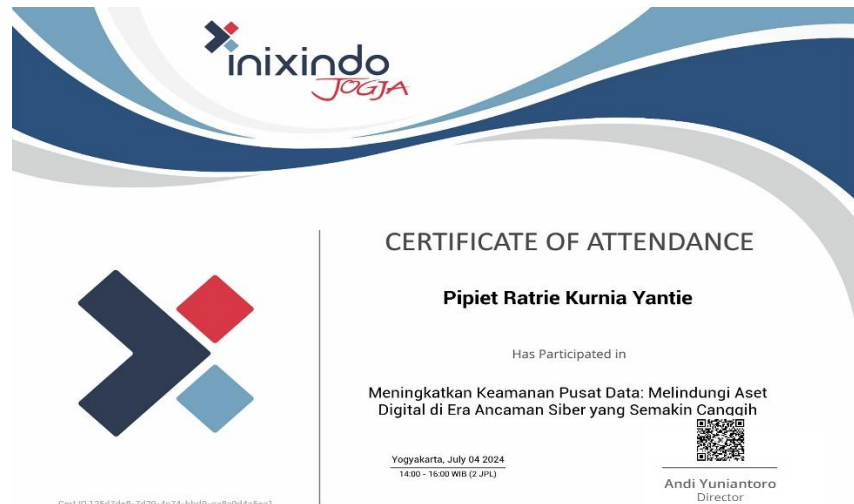 inixindo
JOGJA
CERTIFICATE OF ATTENDANCE
Pipiet Ratrie Kurnia Yantie
Has Participated in
Meningkatkan Keamanan Pusat Data: Melindungi Aset
Digital di Era Ancaman Siber yang Semakin Canggih
Yogyakarta, July 04 2024
14:00 - 16:00 WIB (2 JPL)
Andi Yuniantoro
Director